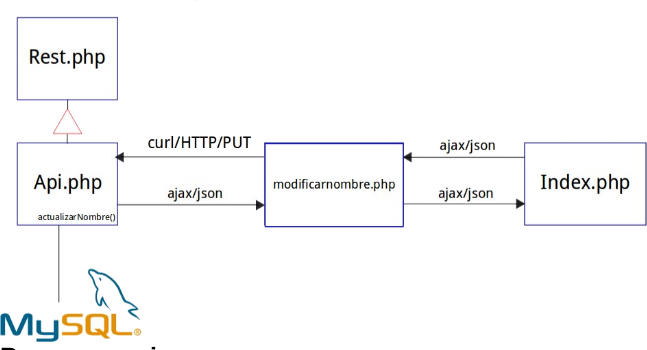 Rest.php
curl/HTTP/PUT
ajax/json
Api.php
modificarnombre.php
Index.php
ajax/json
ajax/json
actualizarNombre()
MySQL®